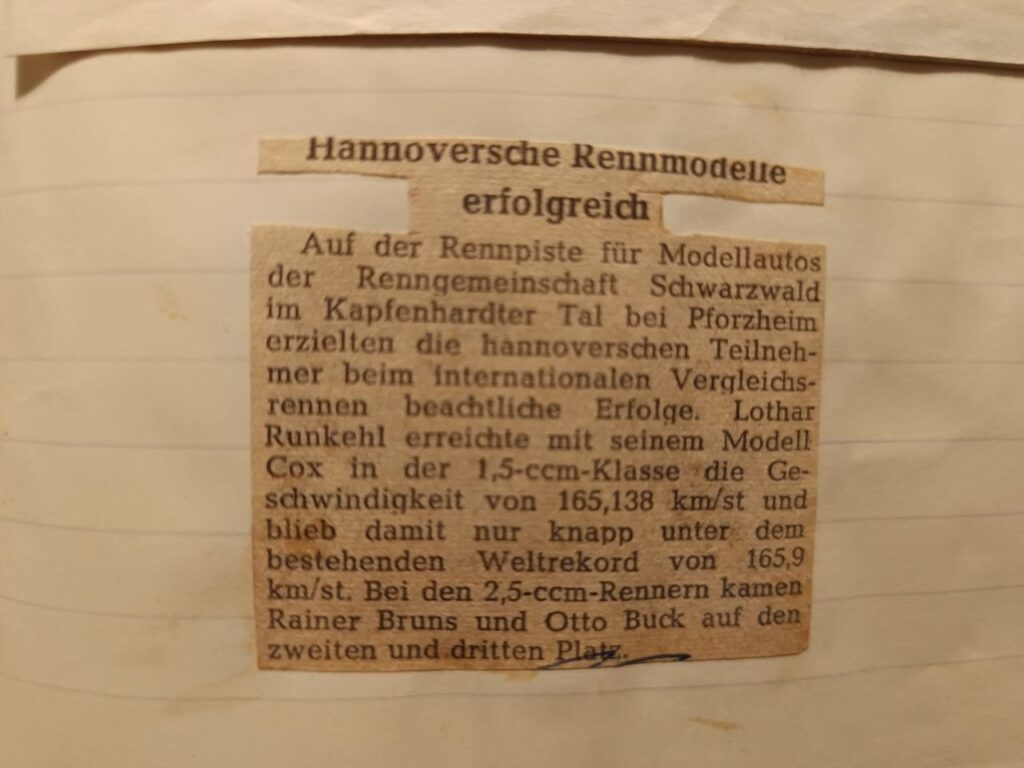 Hannoversche Rennmodelle
erfolgreich
Auf der Rennpiste für Modellautos
der Renngemeinschaft Schwarzwald
im Kapfenhardter Tal bei Pforzheim
erzielten die hannoverschen Teilneh-
mer beim internationalen Vergleichs-
rennen beachtliche Erfolge. Lothar
Runkehl erreichte mit seinem Modell
Cox in der 1,5-ccm-Klasse die Ge-
schwindigkeit von 165,138 km/st und
blieb damit nur knapp unter dem
bestehenden Weltrekord von 165,9
km/st. Bei den 2,5-ccm-Rennern kamen
Rainer Bruns und Otto Buck auf den
zweiten und dritten Platz.